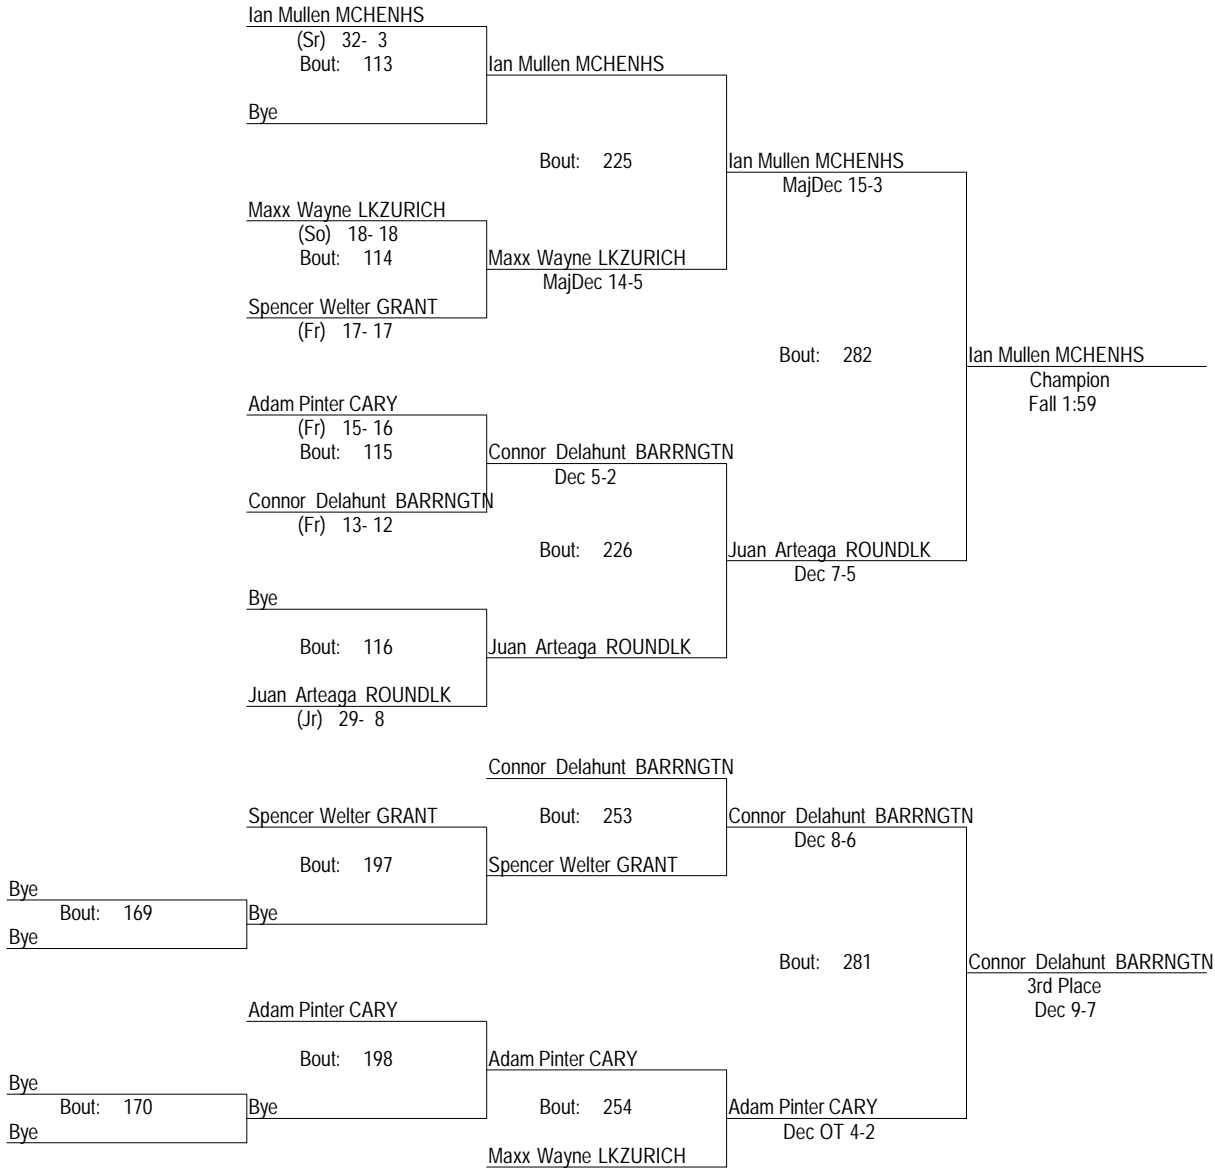 Ian Mullen MCHENHS
(Sr) 32- 3
Bout: 113
Ian Mullen MCHENHS
Bye
Bout: 225
Ian Mullen MCHENHS
MajDec 15-3
Maxx Wayne LKZURICH
(So) 18- 18
Bout: 114
Maxx Wayne LKZURICH
MajDec 14-5
Spencer Welter GRANT
(Fr) 17- 17
Bout: 282
Ian Mullen MCHENHS
Champion
Fall 1:59
Adam Pinter CARY
(Fr) 15- 16
Bout: 115
Connor Delahunt BARRNGTN
Dec 5-2
Connor Delahunt BARRNGTN
(Fr) 13- 12
Bout: 226
Juan Arteaga ROUNDLK
Dec 7-5
Bye
Bout: 116
Juan Arteaga ROUNDLK
Juan Arteaga ROUNDLK
(Jr) 29- 8
Connor Delahunt BARRNGTN
Spencer Welter GRANT
Bout: 253
Connor Delahunt BARRNGTN
Dec 8-6
Bout: 197
Spencer Welter GRANT
Bye
Bout: 169
Bye
Bye
Bout: 281
Connor Delahunt BARRNGTN
3rd Place
Dec 9-7
Adam Pinter CARY
Bout: 198
Adam Pinter CARY
Bye
Bout: 170
Bye
Bye
Bout: 254
Adam Pinter CARY
Dec OT 4-2
Maxx Wayne LKZURICH